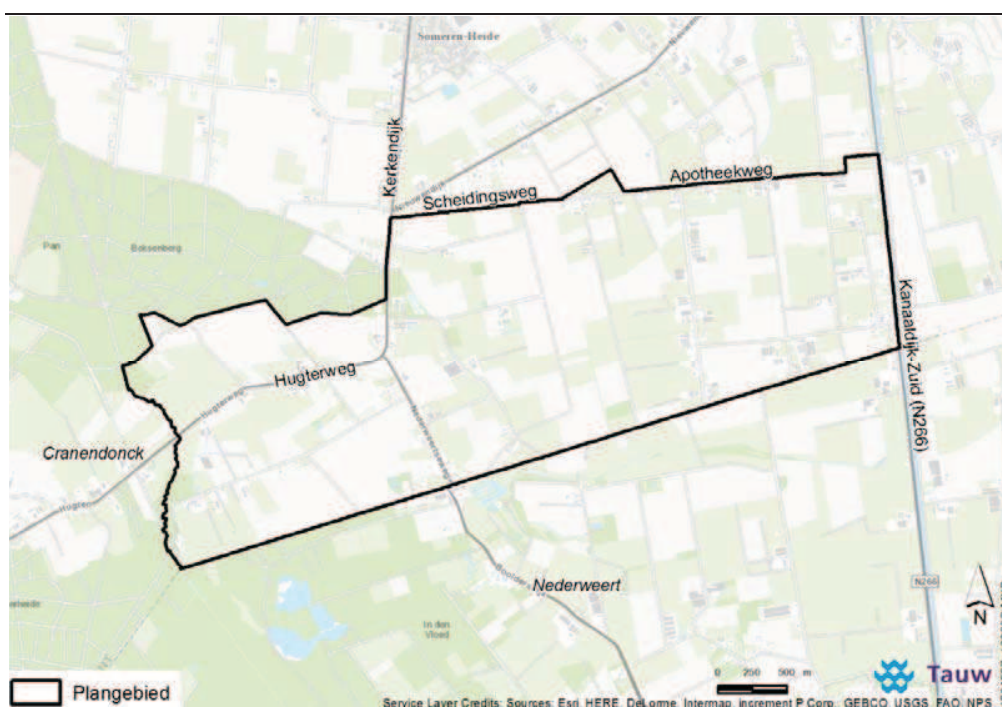 Someren-Heide
Kerkendijk
Apotheekweg
Scheidingsweg
Pan
Boksenberg
Kanaaldijk-Zuid (N266)
Hugterweg
Hugterweg
Cranendonck
Nederweert
N266
In den
Vloed
N
0 250 500 m
Plangebied
Tauw
Service Layer Credits: Sources: Esri, HERE, DeLorme, Intermap, increment P Corp., GEBCO, USGS, FAO, NPS,